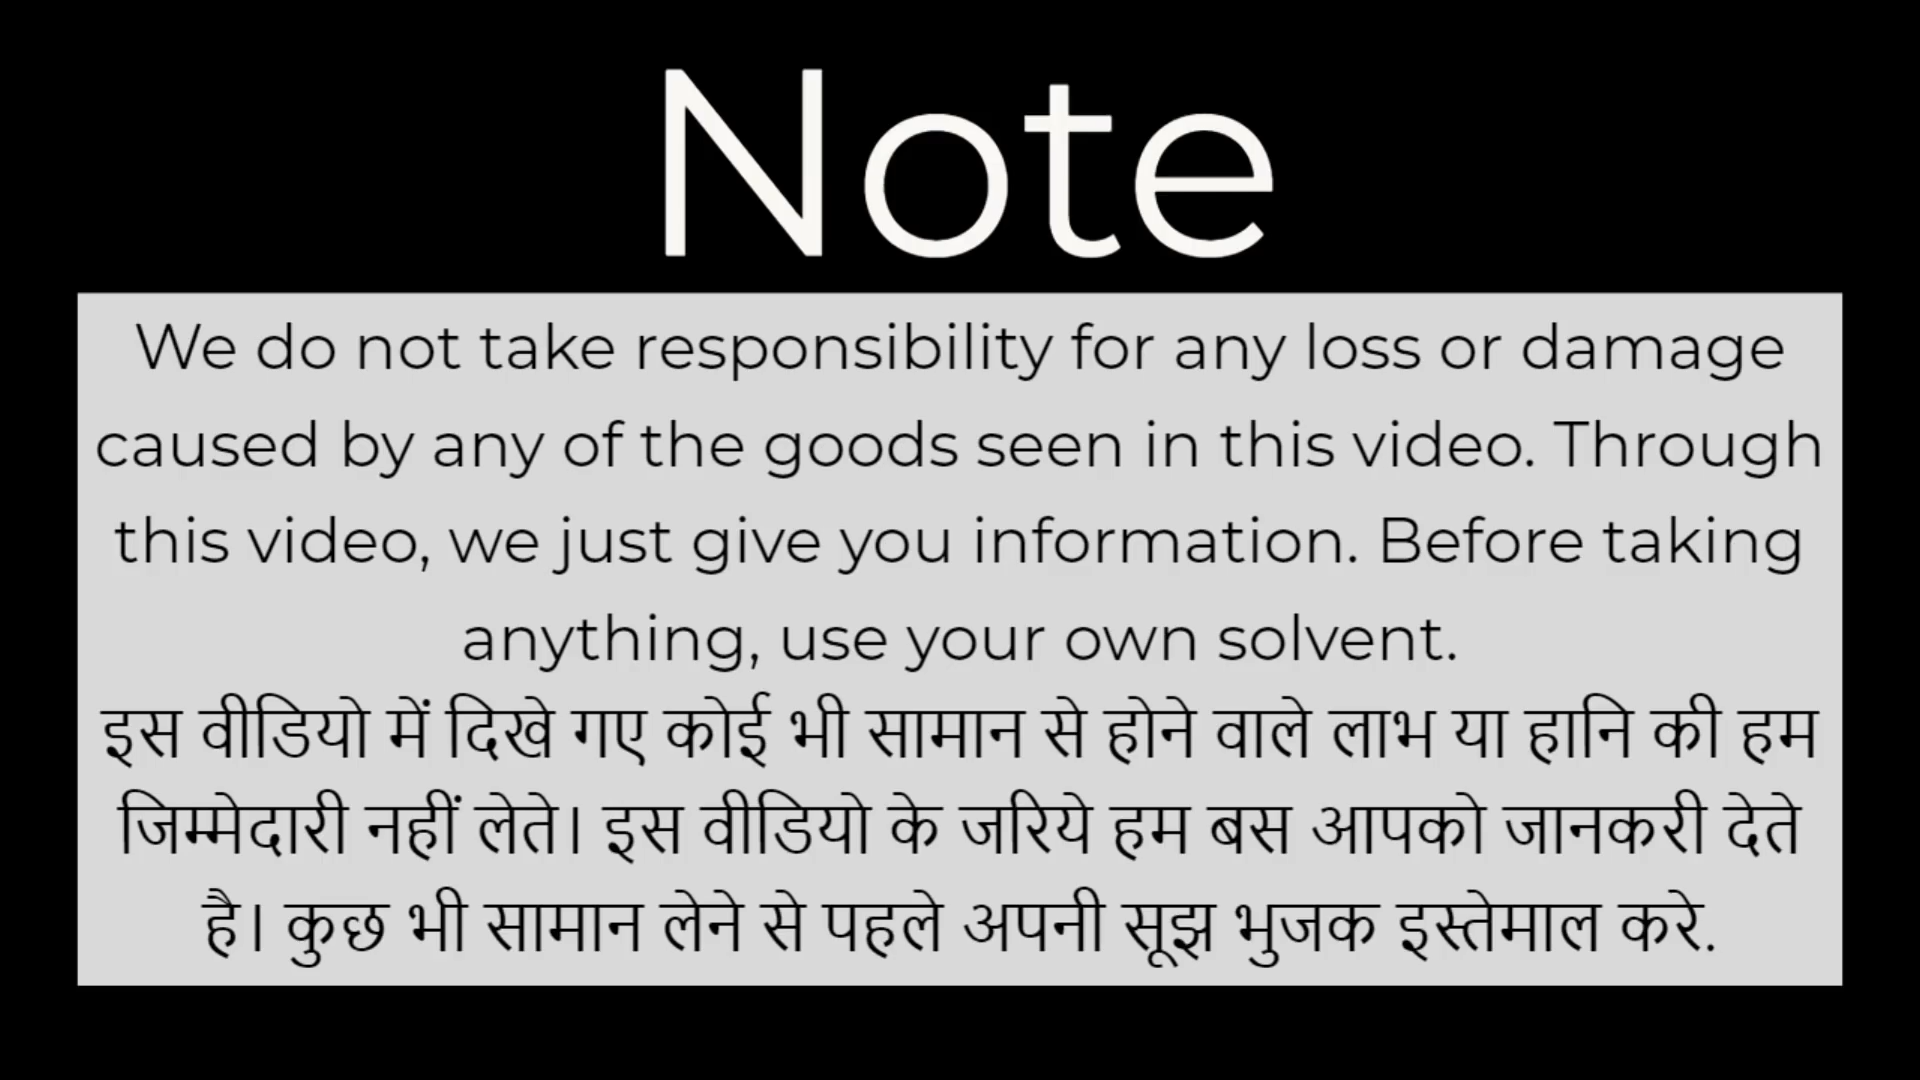 Note
We do not take responsibility for any loss or damage
caused by any of the goods seen in this video. Through
this video, we just give you information. Before taking
anything, use your own solvent.
इस वीडियो में दिखे गए कोई भी सामान से होने वाले लाभ या हानि की हम
जिम्मेदारी नहीं लेते। इस वीडियो के जरिये हम बस आपको जानकरी देते
है। कुछ भी सामान लेने से पहले अपनी सूझ भुजक इस्तेमाल करे.